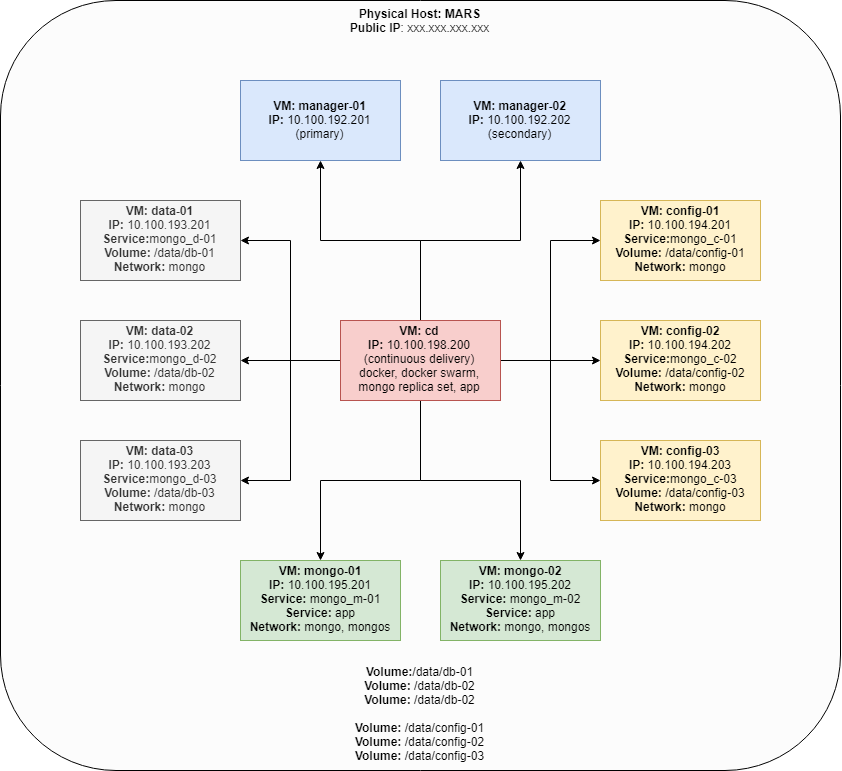 Physical Host: MARS
Public IP: xxx.xxx.xxx.xxx
VM: manager-01
IP: 10.100.192.201
(primary)
VM: manager-02
IP: 10.100.192.202
(secondary)
VM: data-01
IP: 10.100.193.201
Service:mongo_d-01
Volume: /data/db-01
Network: mongo
VM: config-01
IP: 10.100.194.201
Service:mongo_c-01
Volume: /data/config-01
Network: mongo
VM: data-02
IP: 10.100.193.202
Service:mongo_d-02
Volume: /data/db-02
Network: mongo
VM: cd
IP: 10.100.198.200
(continuous delivery)
docker, docker swarm,
mongo replica set, app
VM: config-02
IP: 10.100.194.202
Service:mongo_c-02
Volume: /data/config-02
Network: mongo
VM: data-03
IP: 10.100.193.203
Service:mongo_d-03
Volume: /data/db-03
Network: mongo
VM: config-03
IP: 10.100.194.203
Service:mongo_c-03
Volume: /data/config-03
Network: mongo
VM: mongo-01
IP: 10.100.195.201
Service: mongo_m-01
Service: app
Network: mongo, mongos
VM: mongo-02
IP: 10.100.195.202
Service: mongo_m-02
Service: app
Network: mongo, mongos
Volume:/data/db-01
Volume: /data/db-02
Volume: /data/db-02
Volume: /data/config-01
Volume: /data/config-02
Volume: /data/config-03